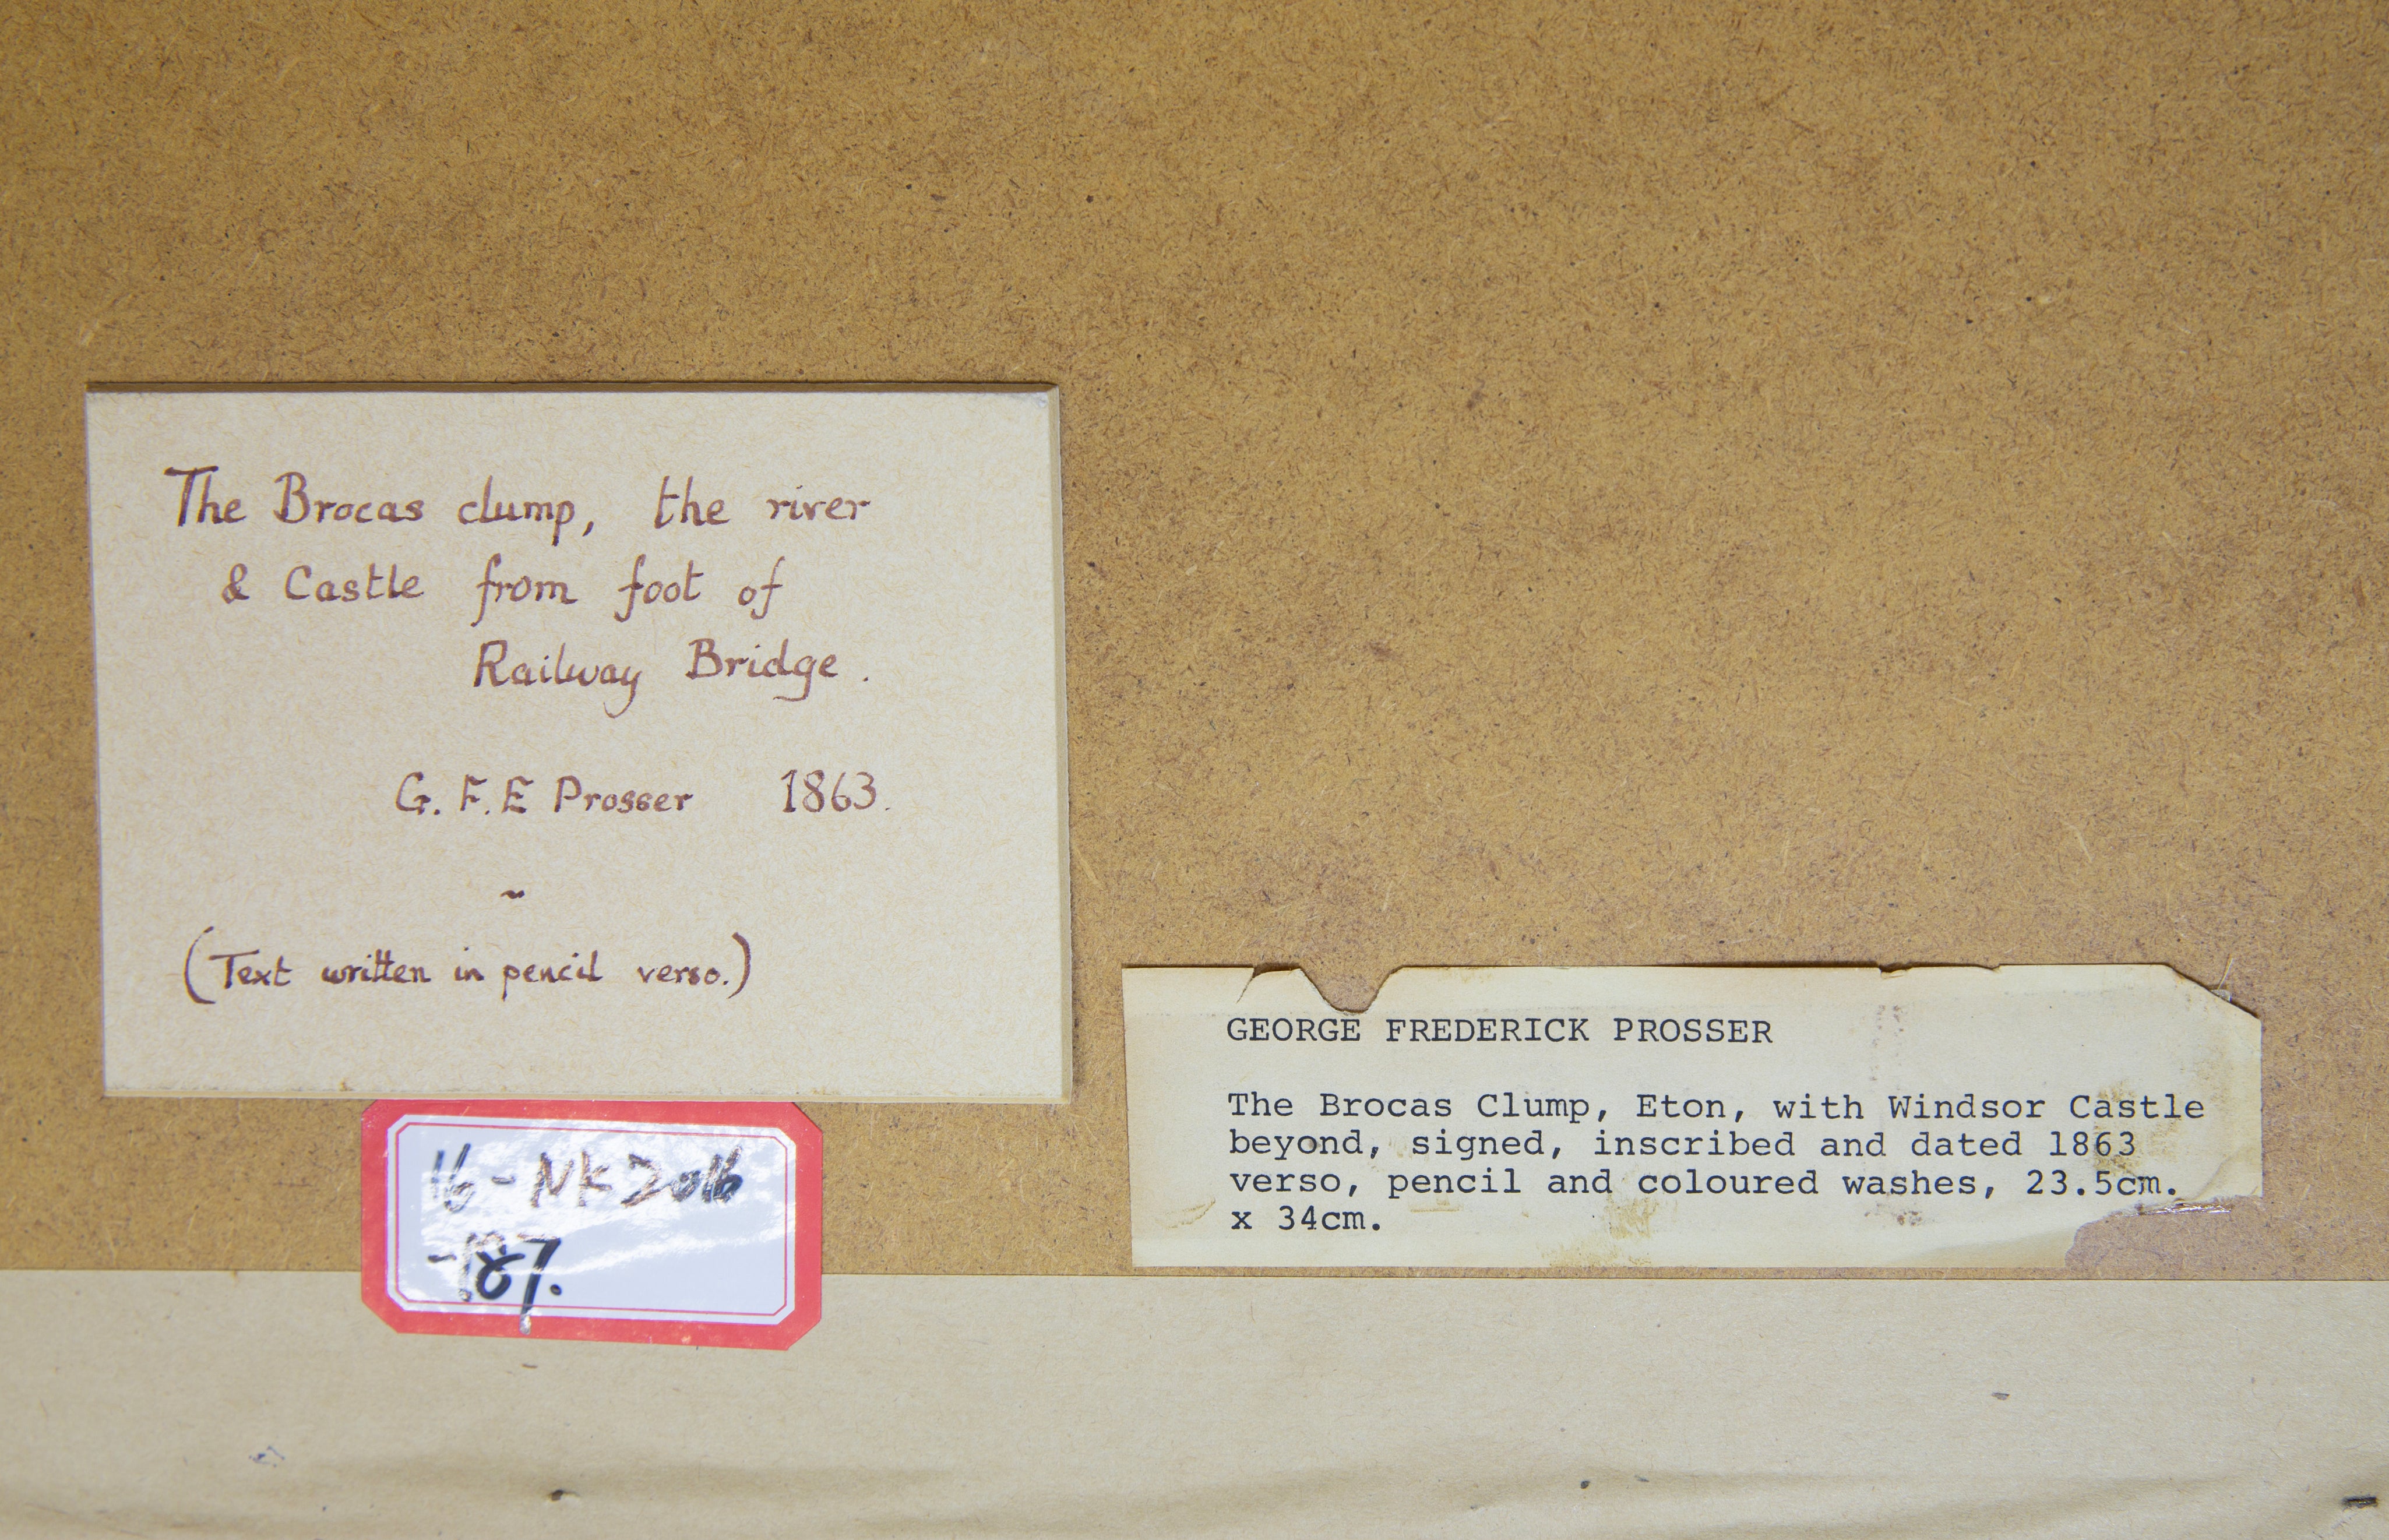 The Brocas clump, the river
& Castle from foot of
Railway Bridge.
G. F. E Prosser 1863.
~
(Text written in pencil verso.)
16-NK2016
-187.
GEORGE FREDERICK PROSSER
The Brocas Clump, Eton, with Windsor Castle
beyond, signed, inscribed and dated 1863
verso, pencil and coloured washes, 23.5cm.
x 34cm.